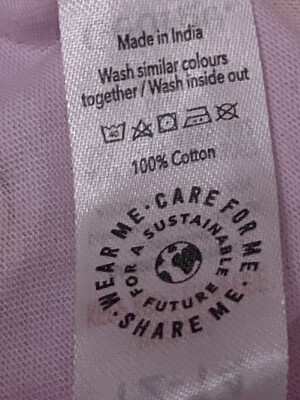 Made in India
Wash similar colours
together / Wash inside out
100% Cotton
WEAR ME · CARE FOR ME · SHARE ME ·
FOR A SUSTAINABLE FUTURE